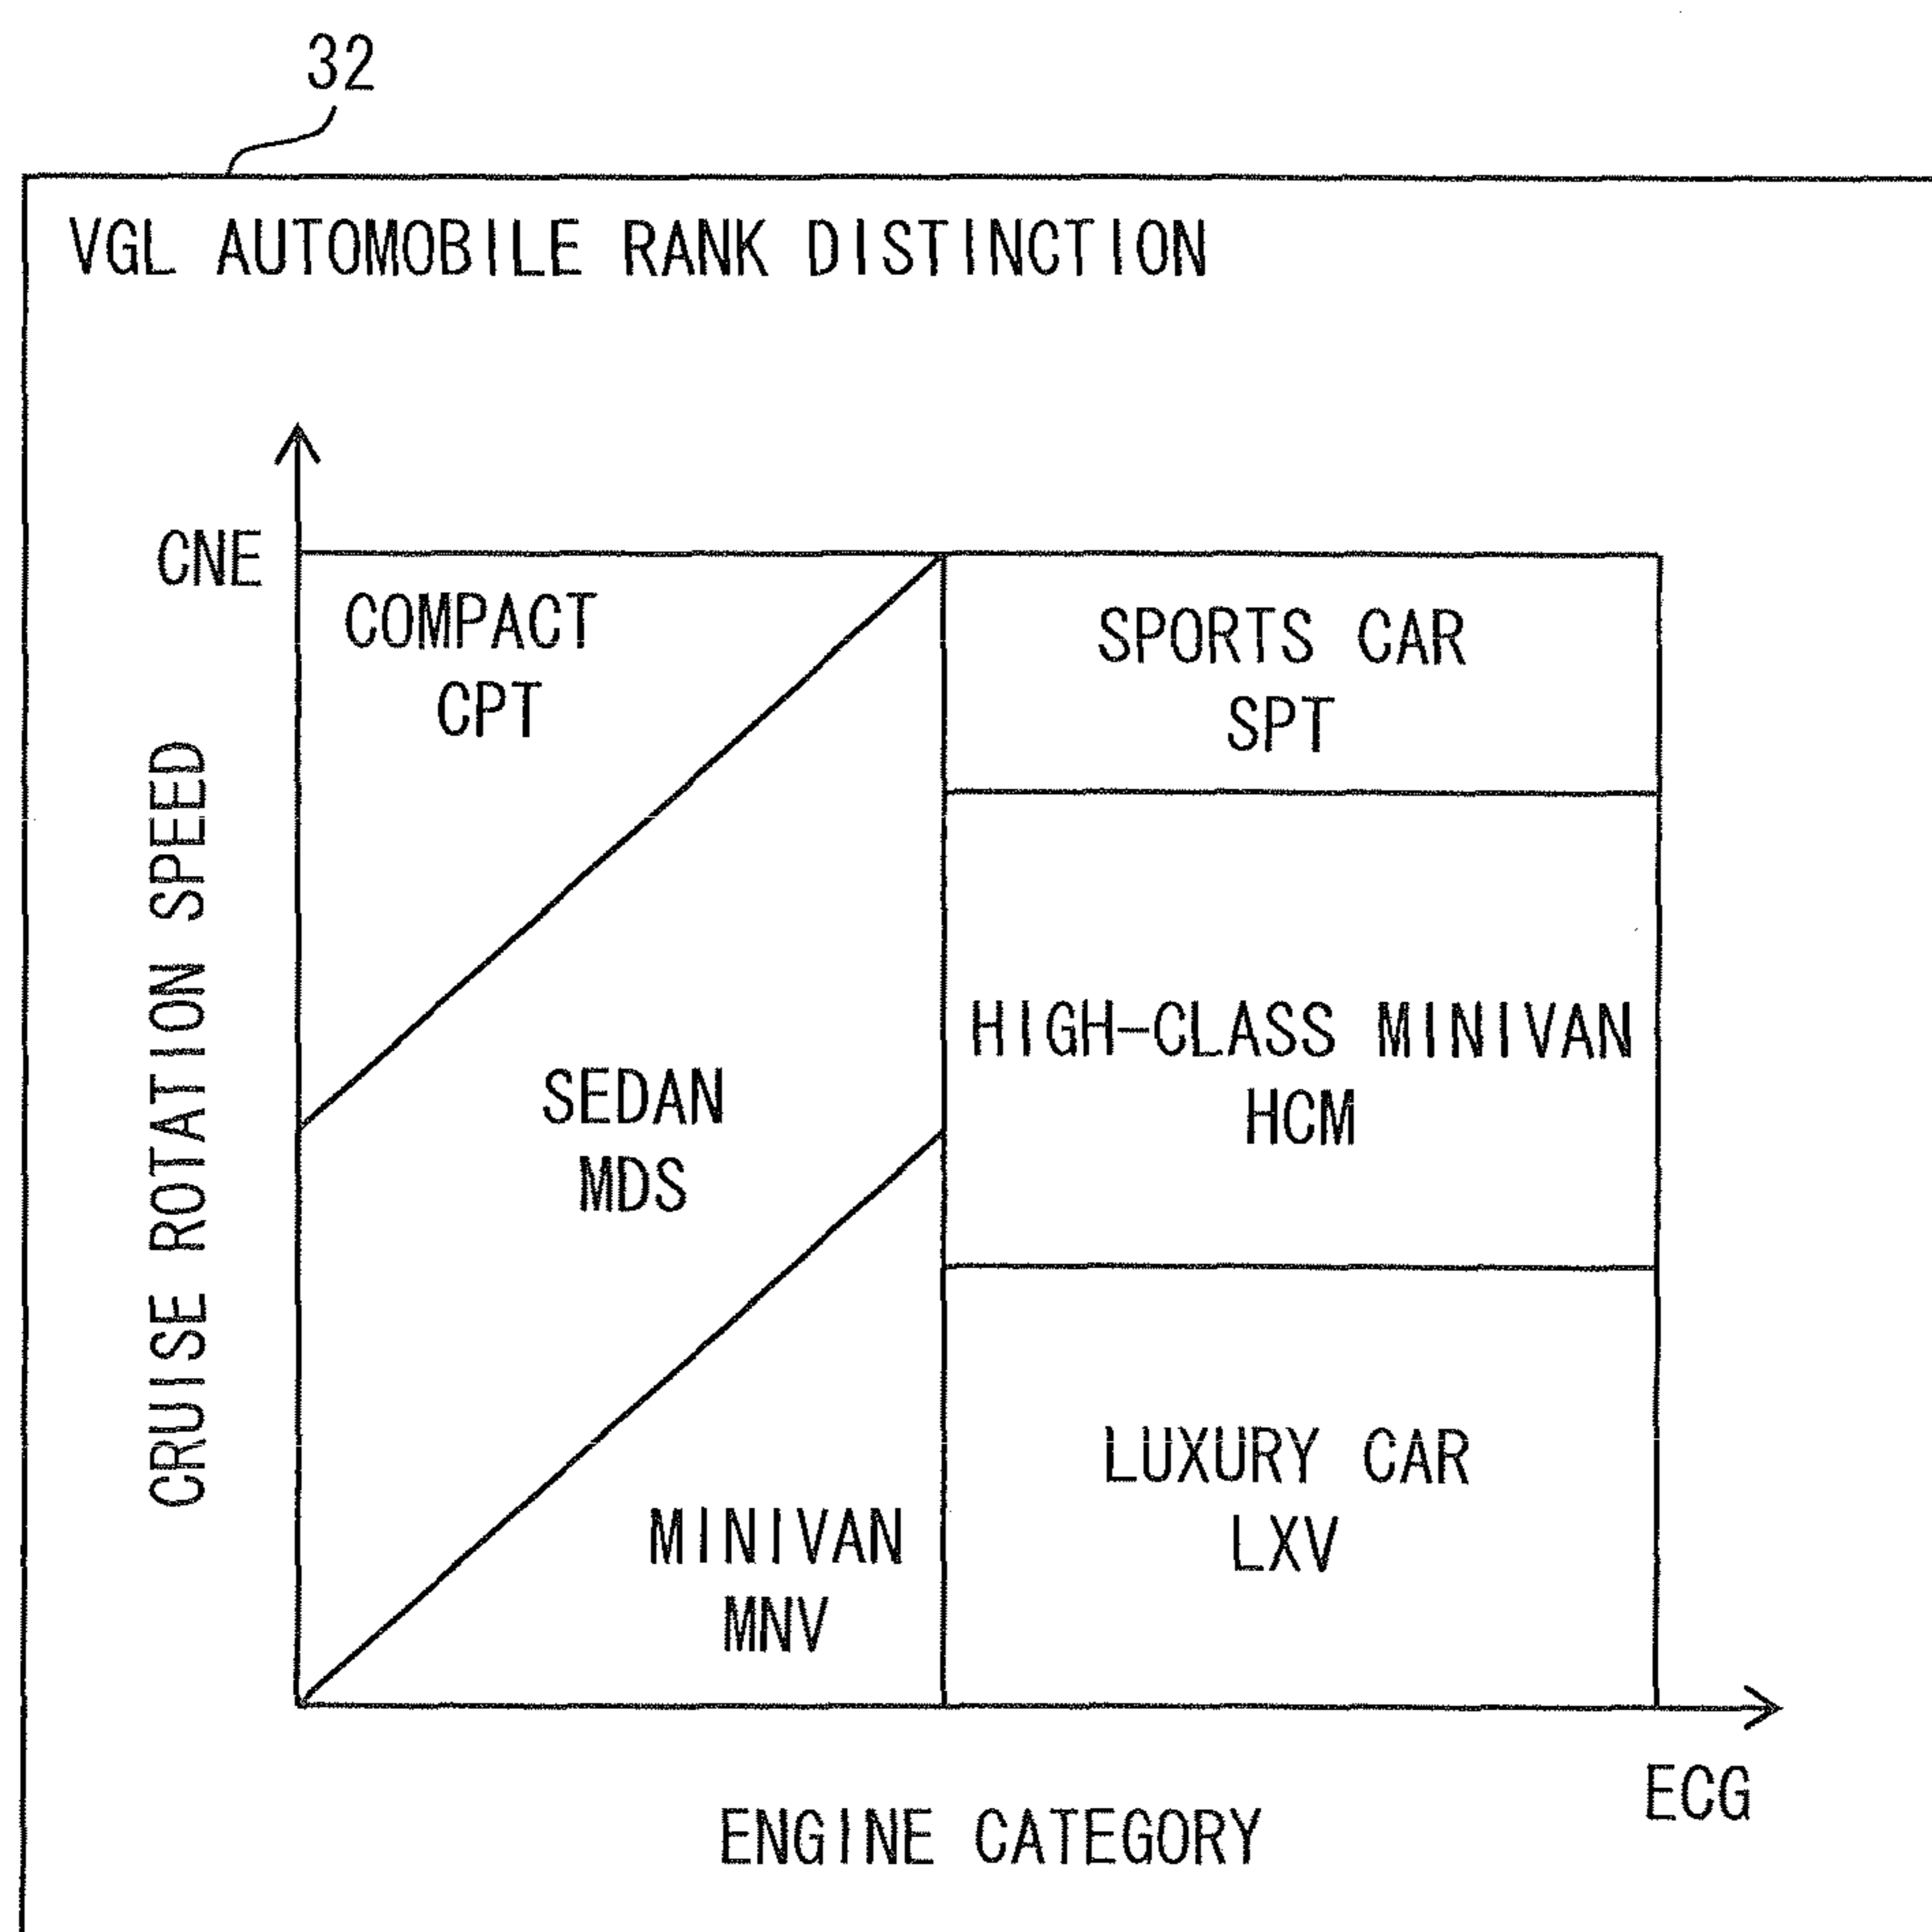 32
VGL AUTOMOBILE RANK DISTINCTION
CNE
COMPACT
CPT
SPORTS CAR
SPT
CRUISE ROTATION SPEED
SEDAN
MDS
HIGH-CLASS MINIVAN
HCM
MINIVAN
MNV
LUXURY CAR
LXV
ECG
ENGINE CATEGORY